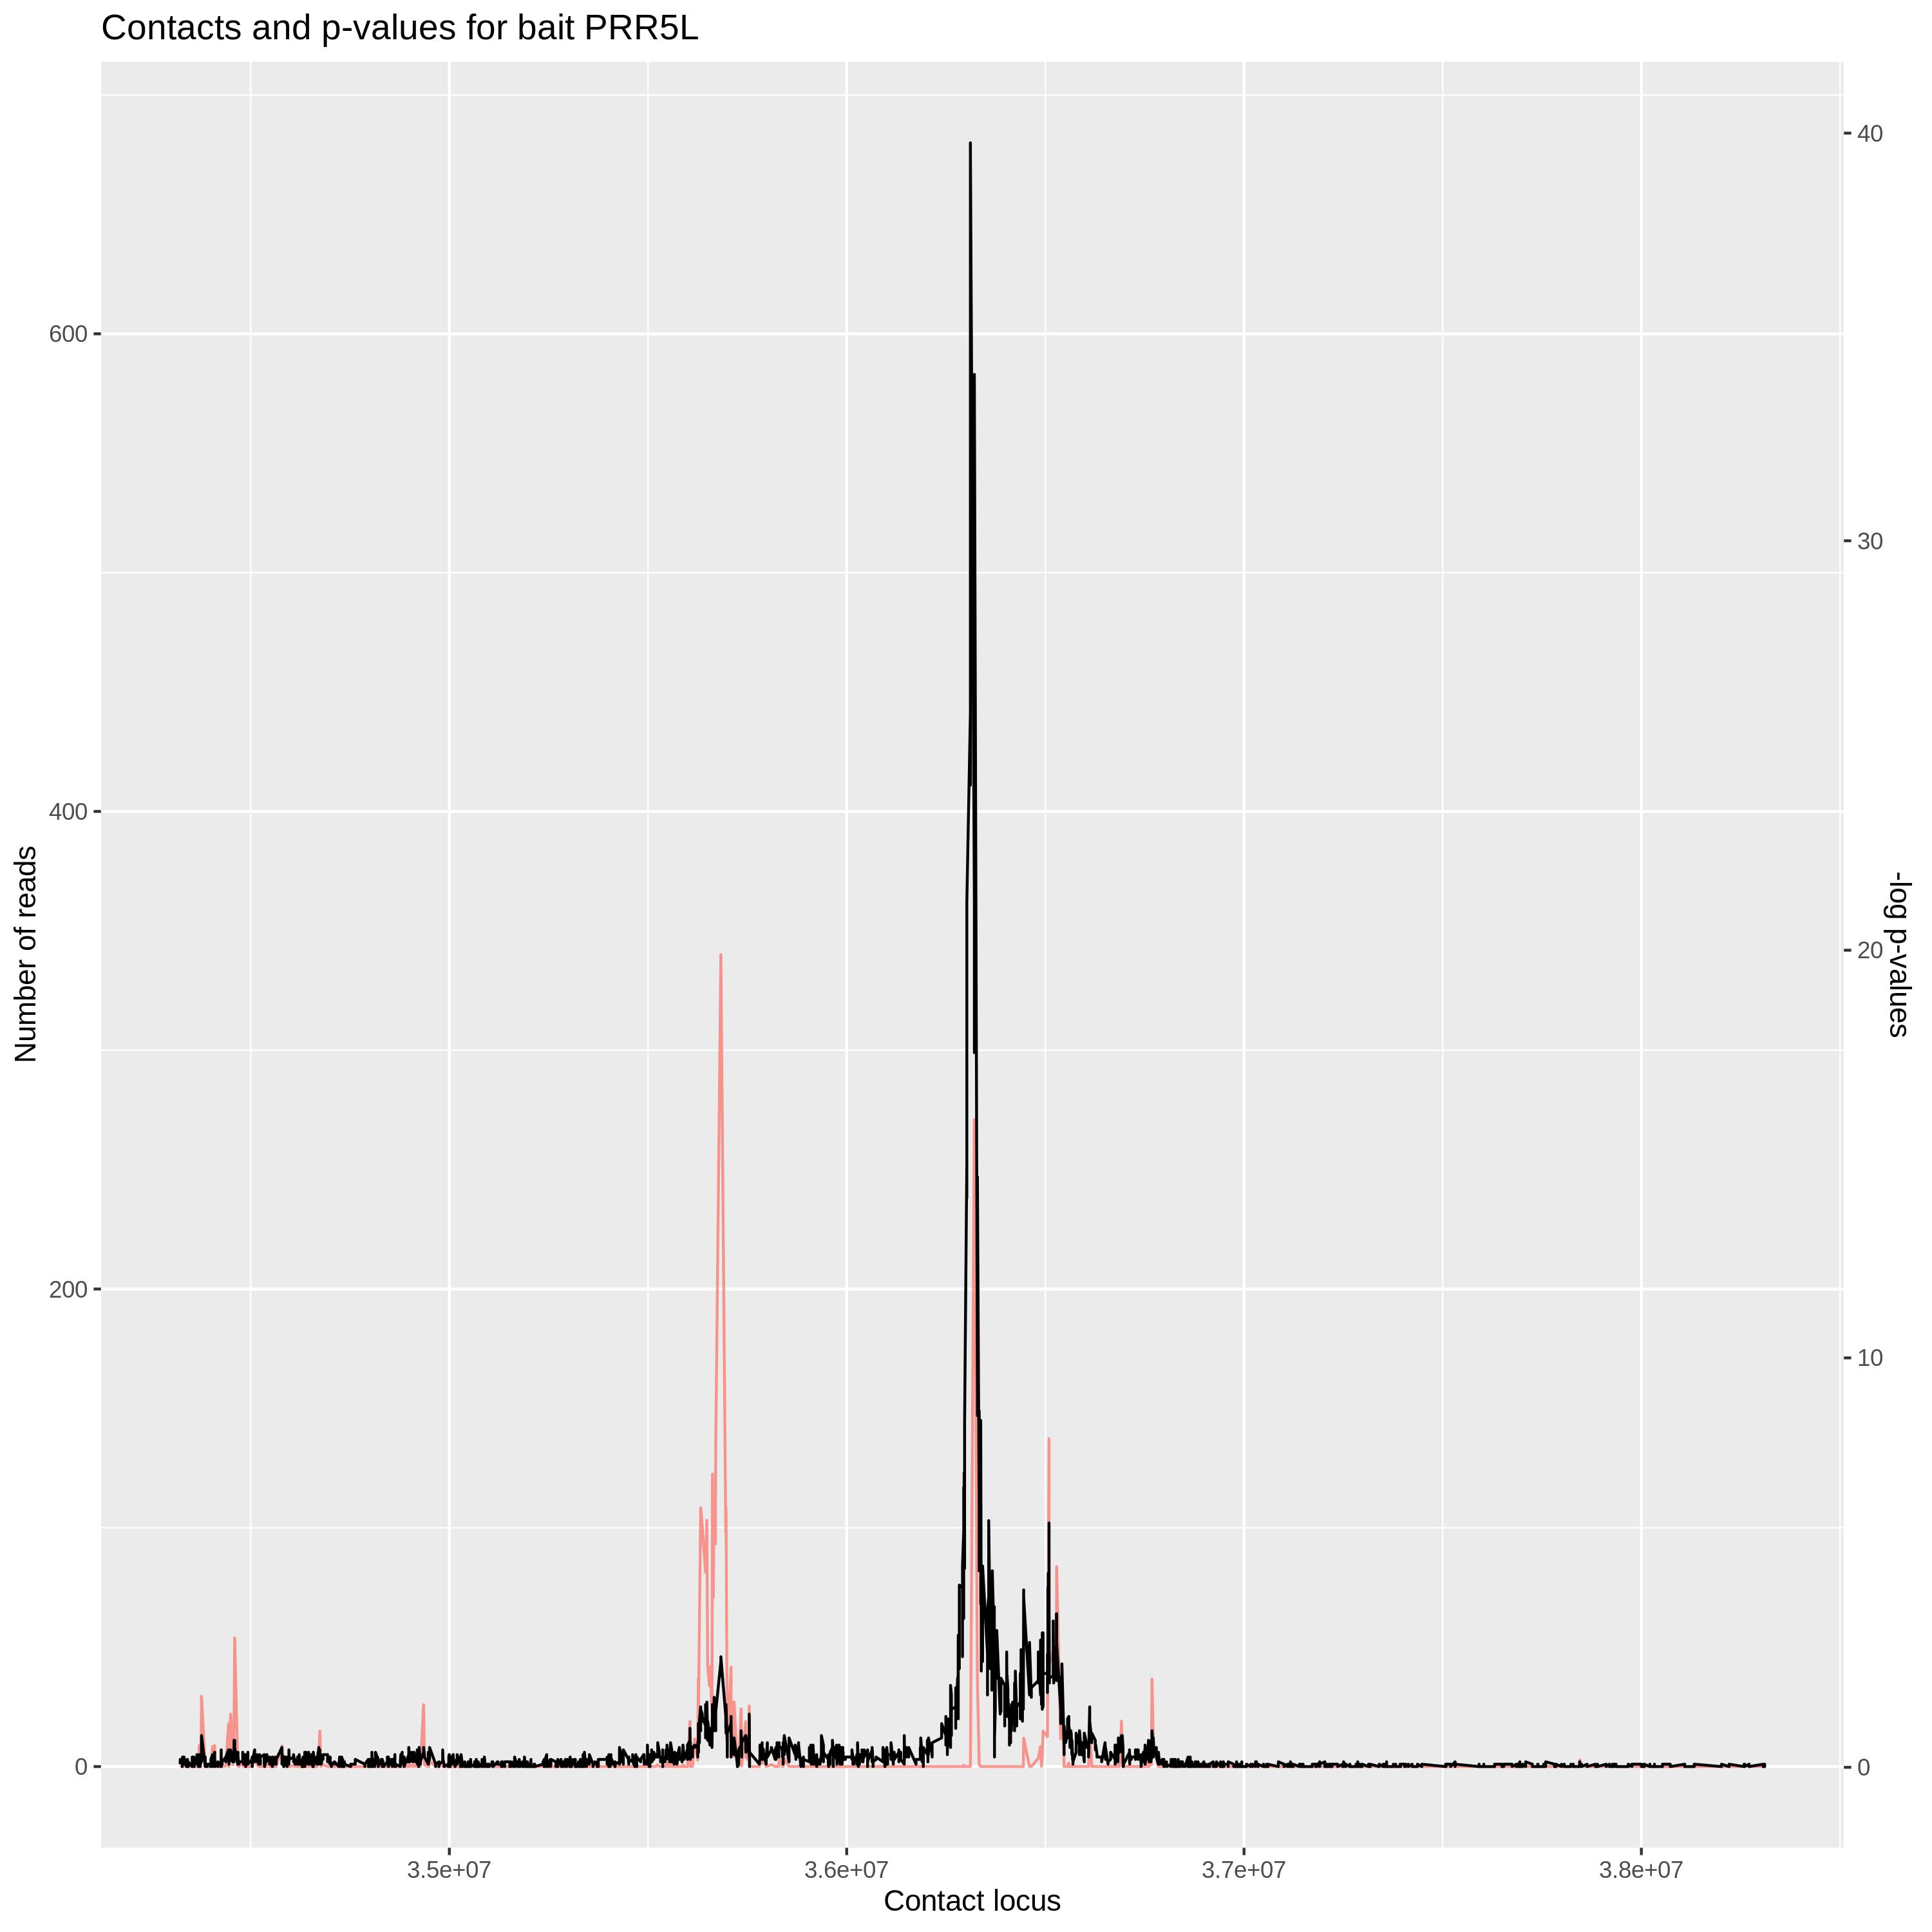 Contacts and p-values for bait PRR5L
Number of reads
600
400
200
0
40
30
20
10
0
-log p-values
3.5e+07
3.6e+07
3.7e+07
3.8e+07
Contact locus